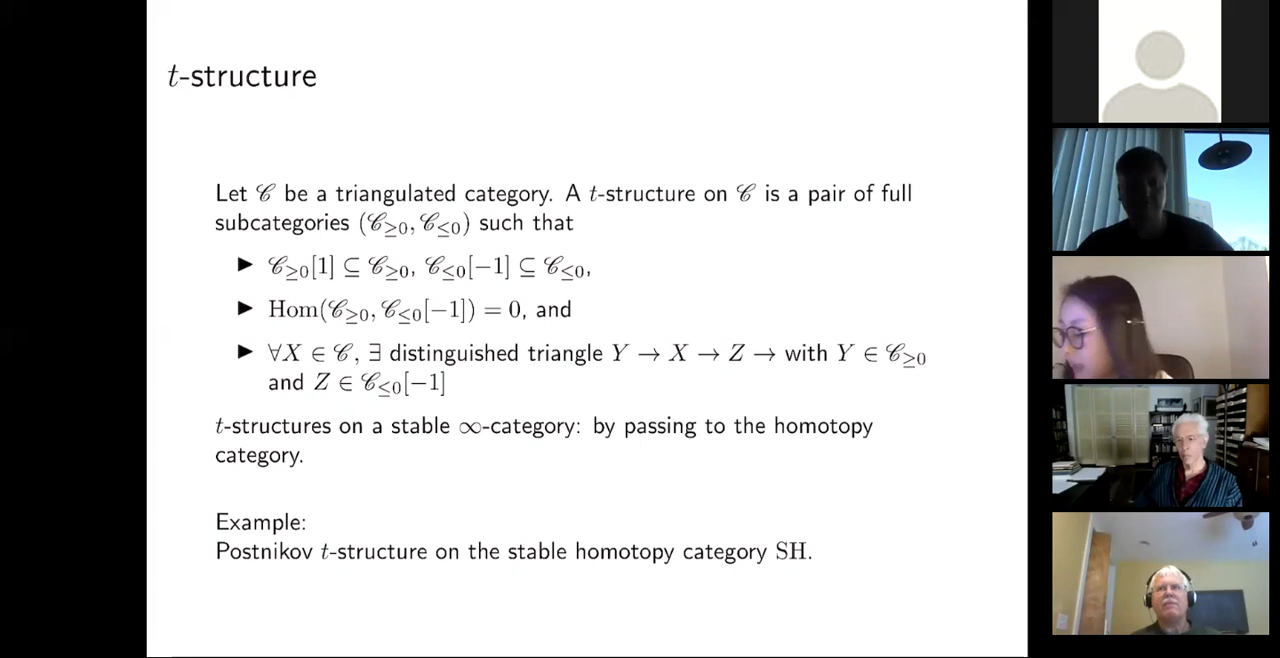 t-structure
Let 𝒞 be a triangulated category. A t-structure on 𝒞 is a pair of full
subcategories (𝒞≥0, 𝒞≤0) such that
▶ 𝒞≥0[1] ⊆ 𝒞≥0, 𝒞≤0[−1] ⊆ 𝒞≤0,
▶ Hom(𝒞≥0, 𝒞≤0[−1]) = 0, and
▶ ∀X ∈ 𝒞, ∃ distinguished triangle Y → X → Z → with Y ∈ 𝒞≥0
and Z ∈ 𝒞≤0[−1]
t-structures on a stable ∞-category: by passing to the homotopy
category.
Example:
Postnikov t-structure on the stable homotopy category SH.